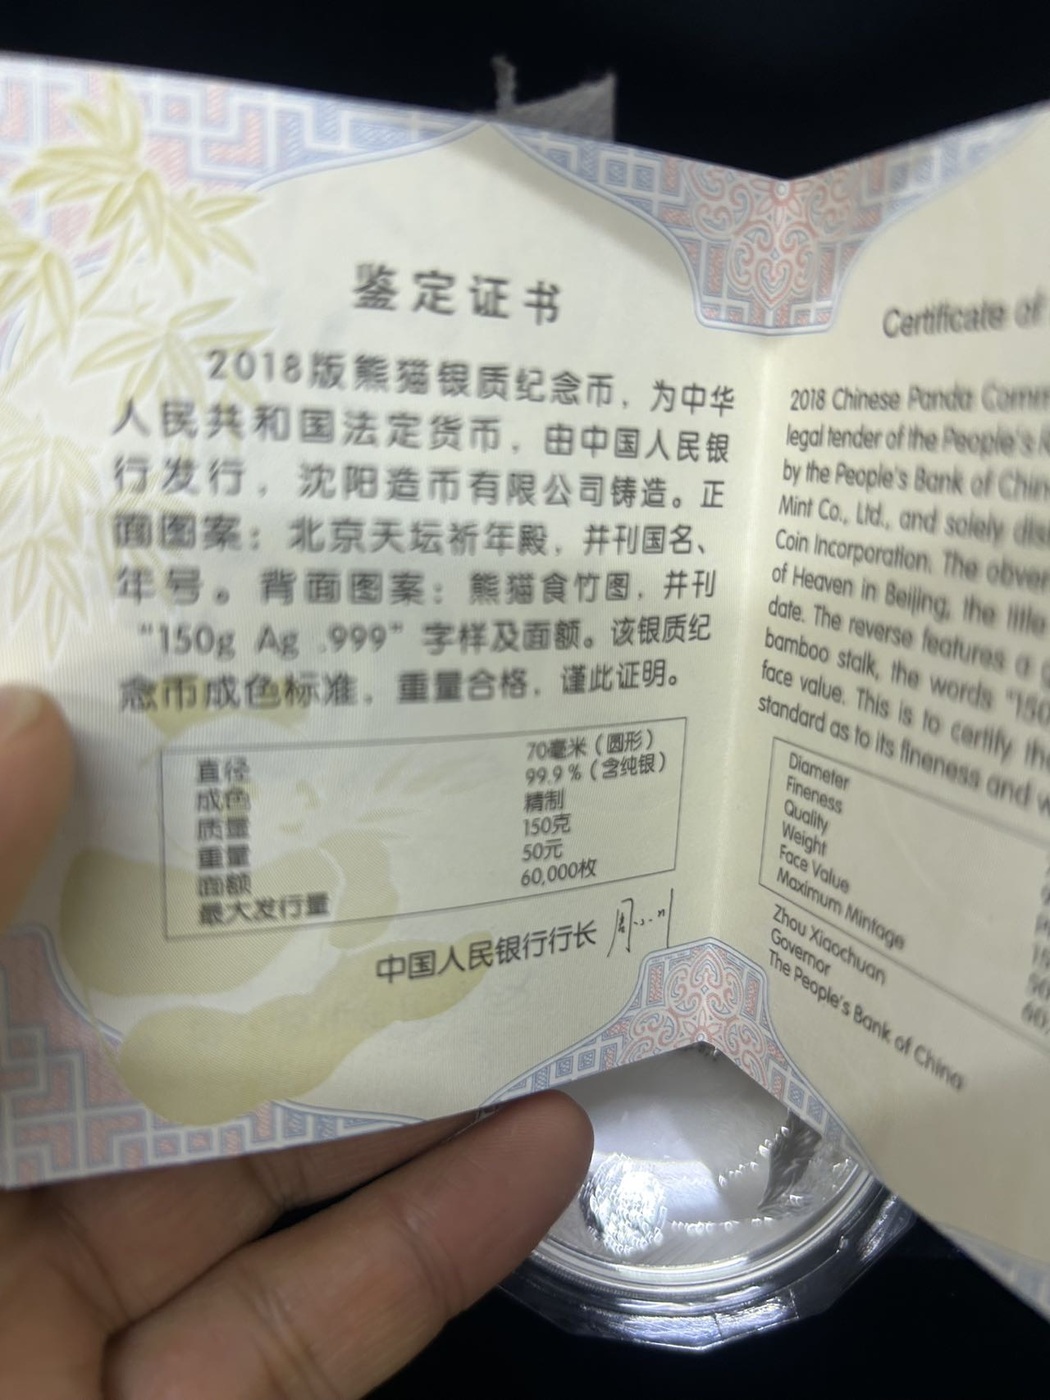 鉴定证书
2018版熊猫银质纪念币，为中华
人民共和国法定货币，由中国人民银
行发行，沈阳造币有限公司铸造。正
面图案：北京天坛祈年殿，并刊国名、
年号。背面图案：熊猫食竹图，并刊
“150g Ag .999”字样及面额。该银质纪
念币成色标准，重量合格，谨此证明。
直径 70毫米（圆形）
成色 99.9%（含纯银）
质量 精制
重量 150克
面额 50元
最大发行量 60,000枚
中国人民银行行长
Certificate of
2018 Chinese Panda Comm
legal tender of the People's R
by the People's Bank of Chin
Mint Co., Ltd., and solely dis
Coin Incorporation. The obver
of Heaven in Beijing, the little
date. The reverse features a g
bamboo stalk, the words "150
face value. This is to certify the
standard as to its fineness and w
Diameter
Fineness
Quality
Weight
Face Value
Maximum Mintage
Zhou Xiaochuan
Governor
The People's Bank of China